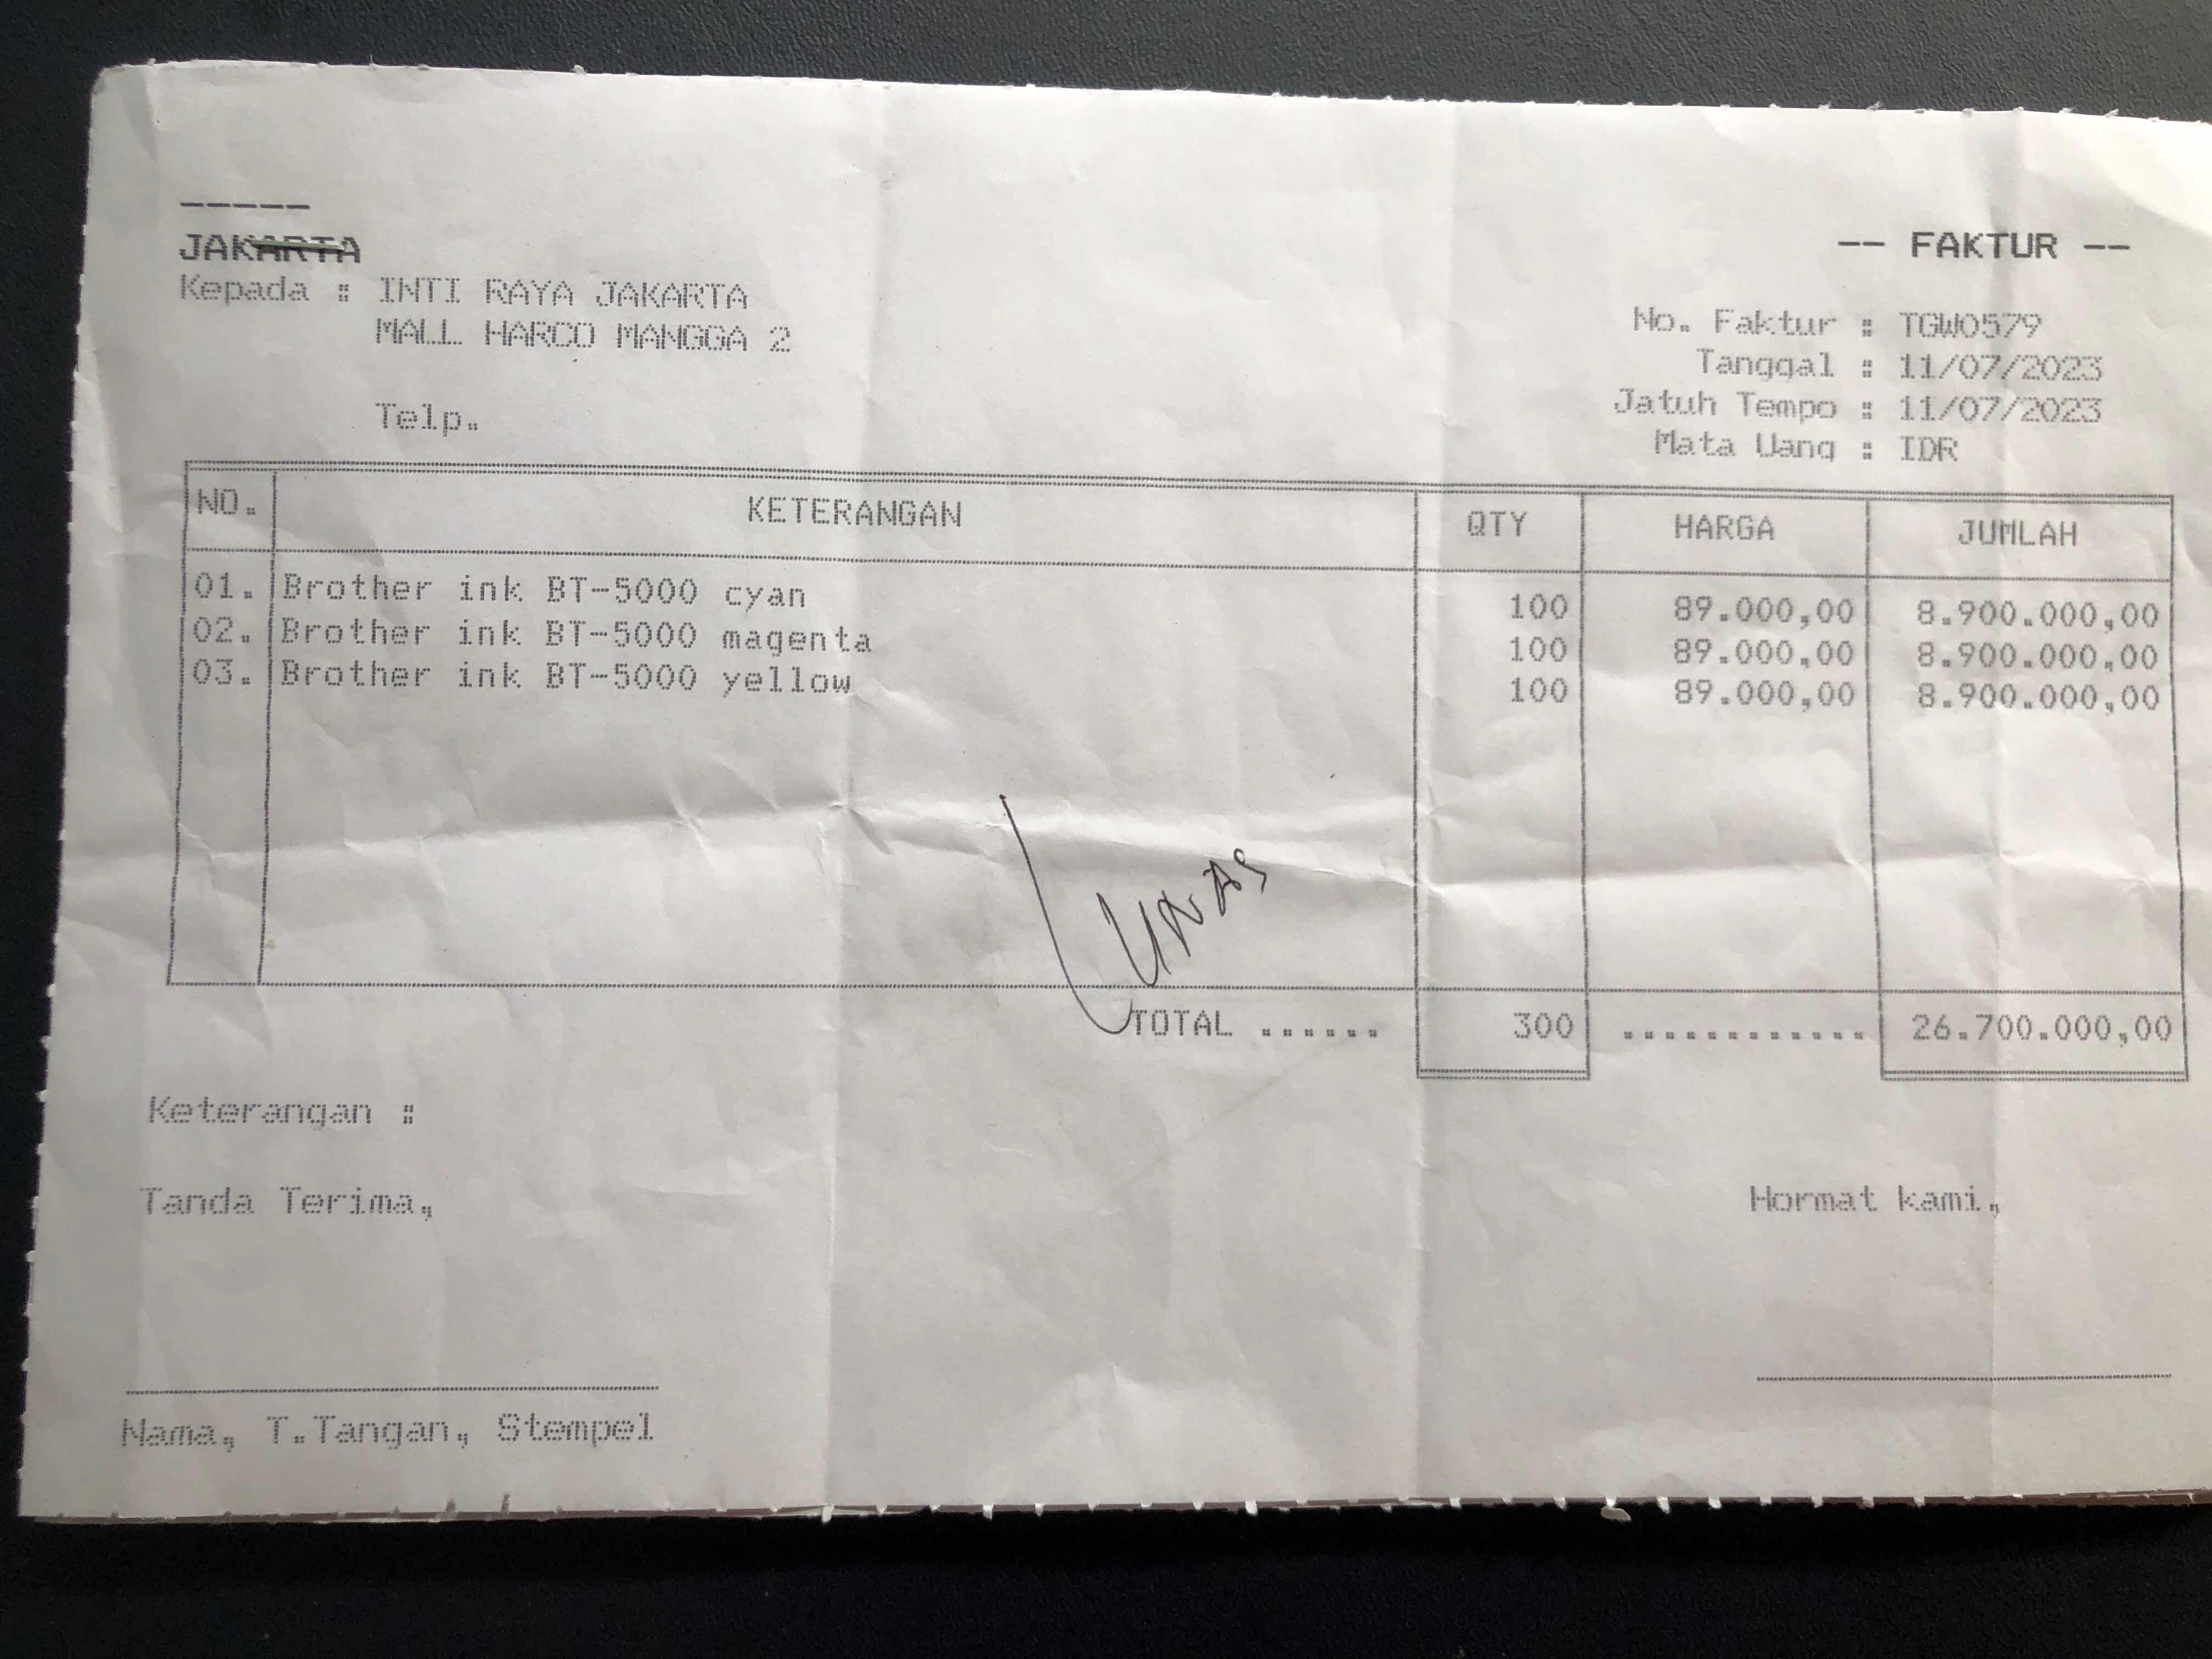 -----
JAKARTA
-- FAKTUR --
Kepada : INTI RAYA JAKARTA
MALL HARCO MANGGA 2
Telp.
No. Faktur : TGW0579
Tanggal : 11/07/2023
Jatuh Tempo : 11/07/2023
Mata Uang : IDR
NO. KETERANGAN QTY HARGA JUMLAH
01. Brother ink BT-5000 cyan 100 89.000,00 8.900.000,00
02. Brother ink BT-5000 magenta 100 89.000,00 8.900.000,00
03. Brother ink BT-5000 yellow 100 89.000,00 8.900.000,00
LUNAS
TOTAL ...... 300 ............ 26.700.000,00
Keterangan :
Tanda Terima, Hormat kami,
Nama, T.Tangan, Stempel